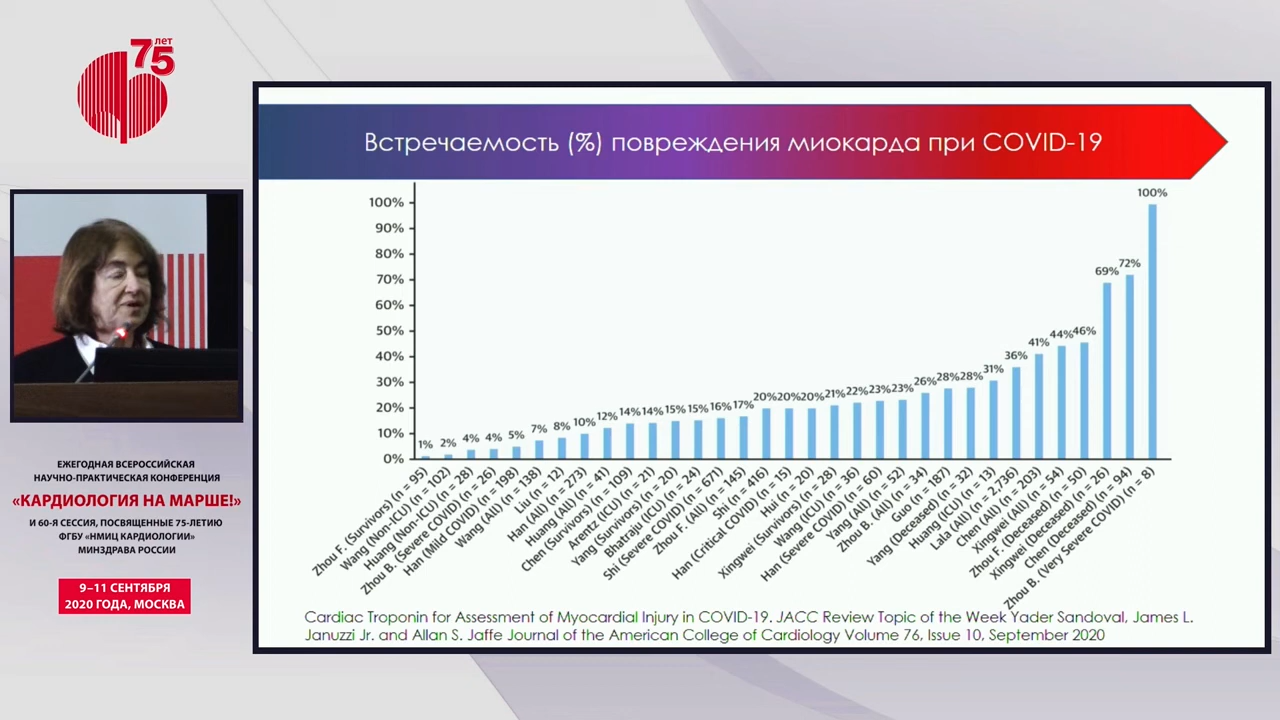 75 лет
ЕЖЕГОДНАЯ ВСЕРОССИЙСКАЯ
НАУЧНО-ПРАКТИЧЕСКАЯ КОНФЕРЕНЦИЯ
«КАРДИОЛОГИЯ НА МАРШЕ!»
И 60-Я СЕССИЯ, ПОСВЯЩЕННЫЕ 75-ЛЕТИЮ
ФГБУ «НМИЦ КАРДИОЛОГИИ»
МИНЗДРАВА РОССИИ
9–11 СЕНТЯБРЯ
2020 ГОДА, МОСКВА
Встречаемость (%) повреждения миокарда при COVID-19
100%
90%
80%
70%
60%
50%
40%
30%
20%
10%
0%
1% 2% 4% 4% 5% 7% 8% 10% 12% 14% 14% 15% 15% 16% 17% 20% 20% 20% 21% 22% 23% 23% 26% 28% 28% 31% 36% 41% 44% 46% 69% 72% 100%
Zhou F. (Survivors) (n = 95)
Wang (Non-ICU) (n = 102)
Huang (Non-ICU) (n = 28)
Zhou B. (Severe COVID) (n = 26)
Han (Mild COVID) (n = 198)
Wang (All) (n = 138)
Liu (n = 12)
Han (All) (n = 273)
Huang (All) (n = 41)
Chen (Survivors) (n = 109)
Arentz (ICU) (n = 21)
Yang (Survivors) (n = 20)
Bhatraju (ICU) (n = 24)
Shi (Severe COVID) (n = 671)
Zhou F. (All) (n = 145)
Shi (n = 416)
Han (Critical COVID) (n = 15)
Hui (n = 20)
Xingwei (Survivors) (n = 28)
Wang (ICU) (n = 36)
Han (Severe COVID) (n = 60)
Yang (All) (n = 52)
Zhou B. (All) (n = 34)
Guo (n = 187)
Yang (Deceased) (n = 32)
Huang (ICU) (n = 13)
Lala (All) (n = 2,736)
Chen (All) (n = 203)
Xingwei (All) (n = 54)
Zhou F. (Deceased) (n = 50)
Xingwei (Deceased) (n = 26)
Chen (Deceased) (n = 94)
Zhou B. (Very Severe COVID) (n = 8)
Cardiac Troponin for Assessment of Myocardial Injury in COVID-19. JACC Review Topic of the Week Yader Sandoval, James L.
Januzzi Jr. and Allan S. Jaffe Journal of the American College of Cardiology Volume 76, Issue 10, September 2020